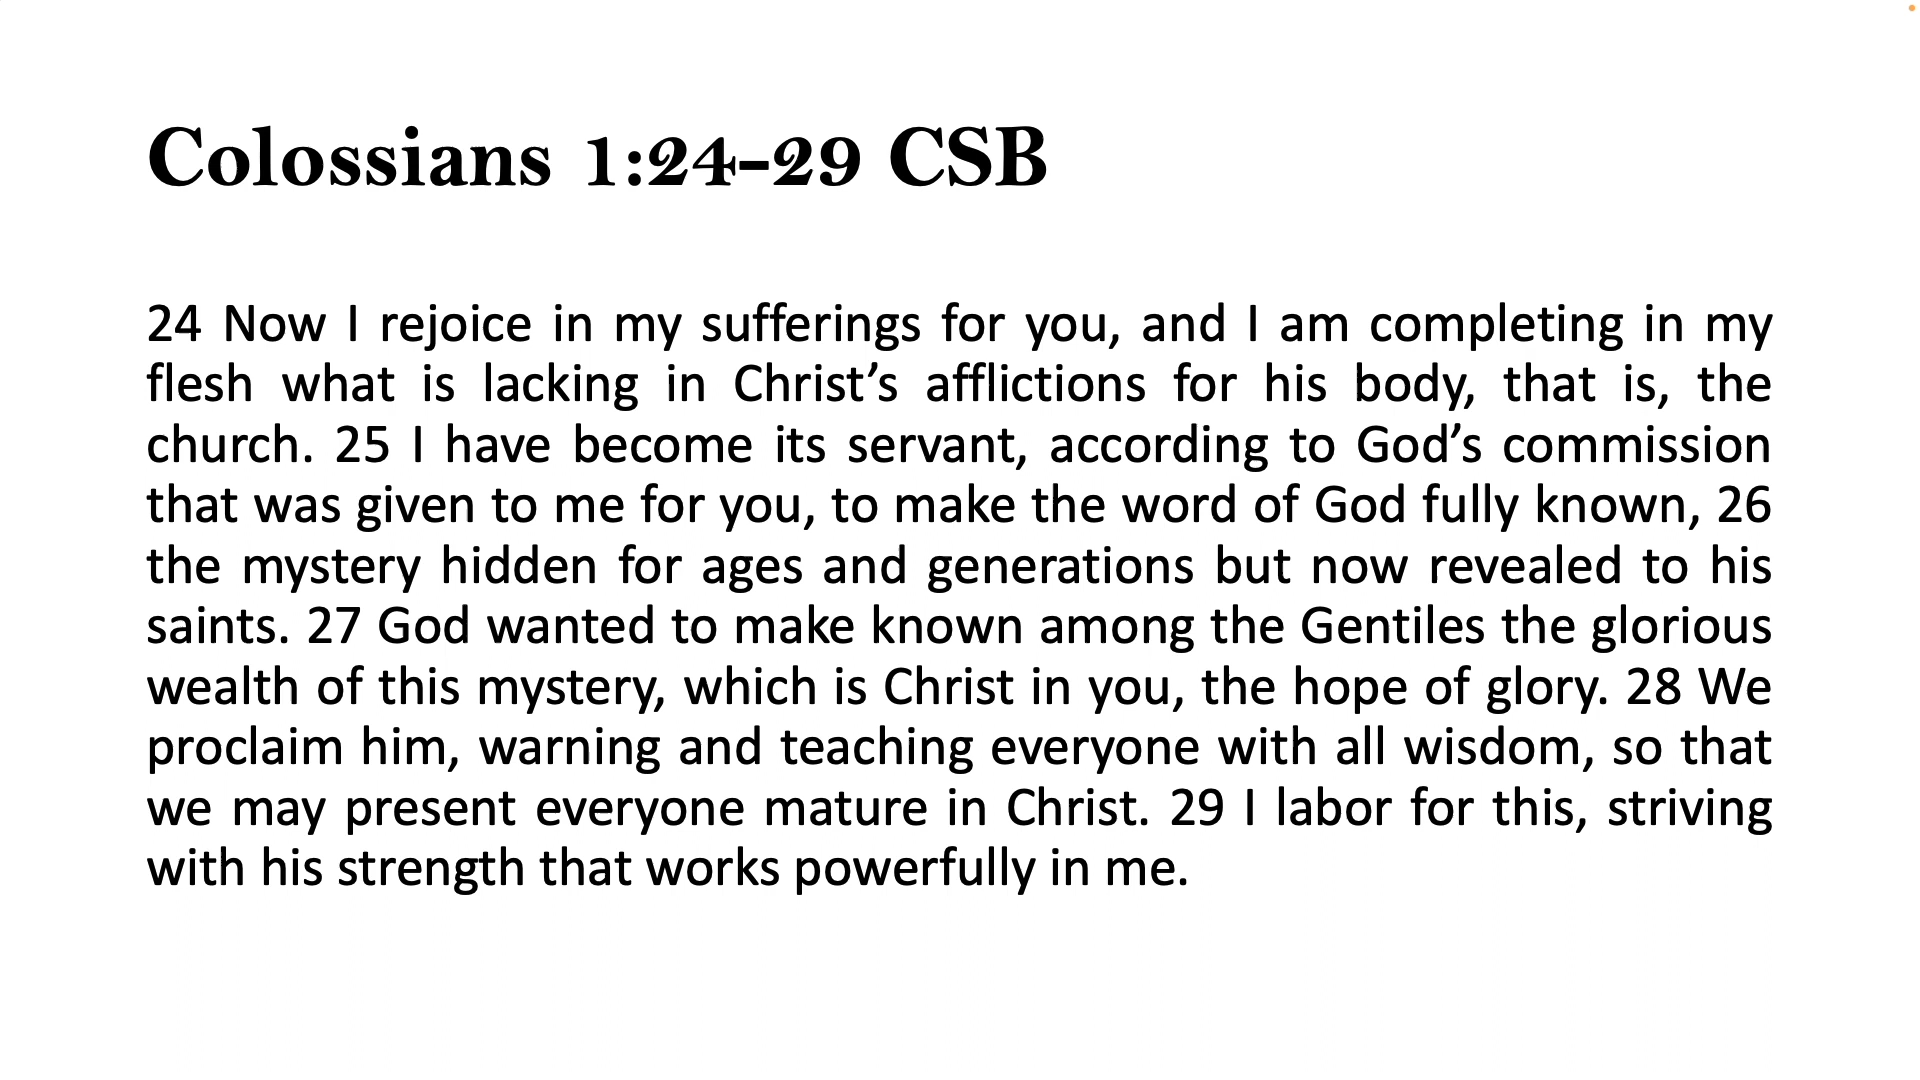 Colossians 1:24-29 CSB
24 Now I rejoice in my sufferings for you, and I am completing in my
flesh what is lacking in Christ’s afflictions for his body, that is, the
church. 25 I have become its servant, according to God’s commission
that was given to me for you, to make the word of God fully known, 26
the mystery hidden for ages and generations but now revealed to his
saints. 27 God wanted to make known among the Gentiles the glorious
wealth of this mystery, which is Christ in you, the hope of glory. 28 We
proclaim him, warning and teaching everyone with all wisdom, so that
we may present everyone mature in Christ. 29 I labor for this, striving
with his strength that works powerfully in me.